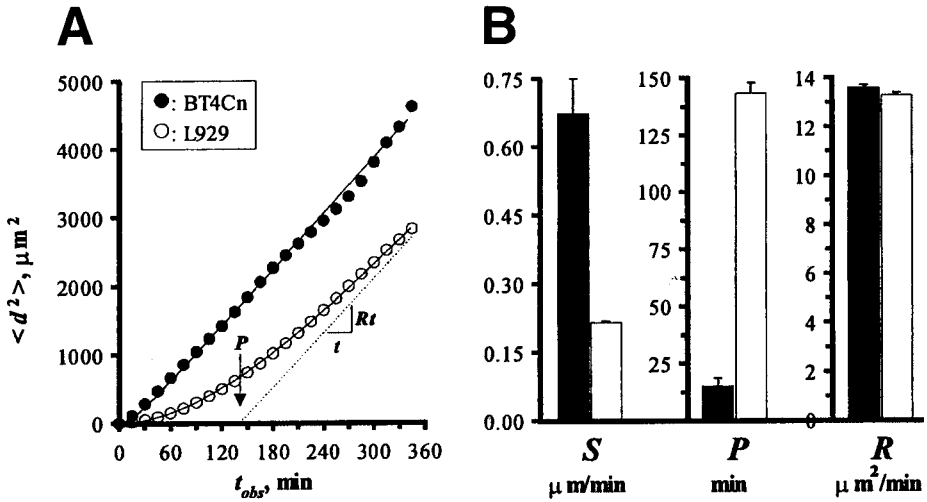 A
5000
4000
3000
2000
1000
0
<d²>, μm²
●: BT4Cn
○: L929
P
Rt
t
0 60 120 180 240 300 360
t_obs, min
B
0.75
0.60
0.45
0.30
0.15
0.00
S
μm/min
150
125
100
75
50
25
P
min
14
12
10
8
6
4
2
0
R
μm²/min